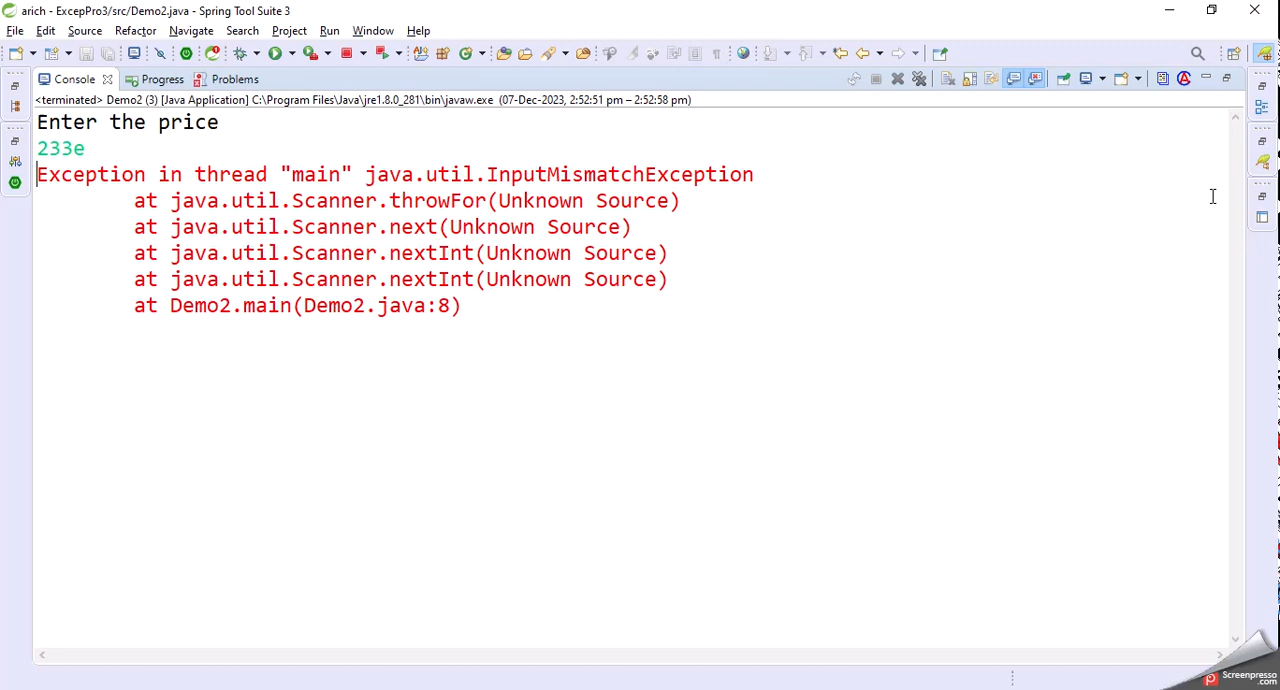 arich - ExcepPro3/src/Demo2.java - Spring Tool Suite 3
File Edit Source Refactor Navigate Search Project Run Window Help
Console Progress Problems
<terminated> Demo2 (3) [Java Application] C:\Program Files\Java\jre1.8.0_281\bin\javaw.exe (07-Dec-2023, 2:52:51 pm – 2:52:58 pm)
Enter the price
233e
Exception in thread "main" java.util.InputMismatchException
at java.util.Scanner.throwFor(Unknown Source)
at java.util.Scanner.next(Unknown Source)
at java.util.Scanner.nextInt(Unknown Source)
at java.util.Scanner.nextInt(Unknown Source)
at Demo2.main(Demo2.java:8)
Screenpresso
.com